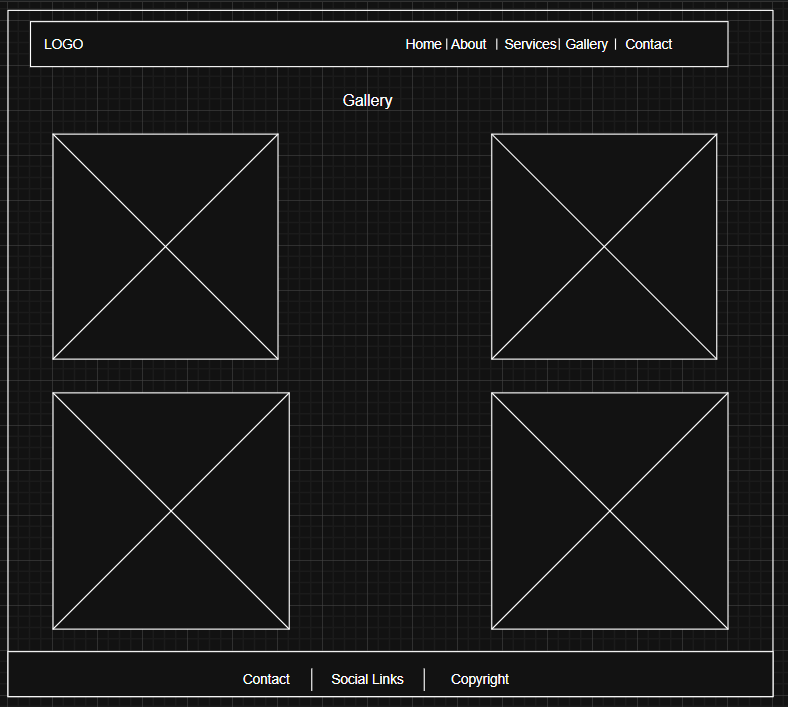 LOGO Home | About | Services | Gallery | Contact
Gallery
Contact | Social Links | Copyright